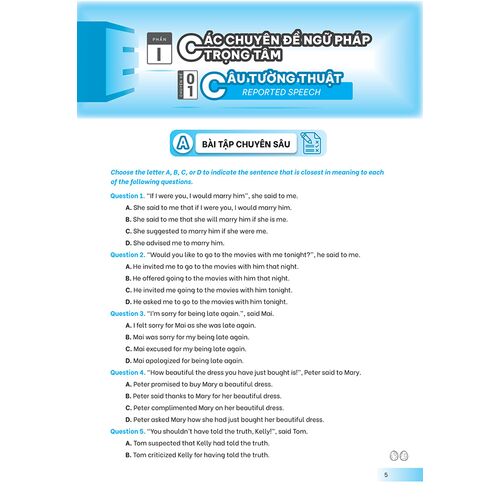 PHẦN
I
CÁC CHUYÊN ĐỀ NGỮ PHÁP
TRỌNG TÂM
CHUYÊN ĐỀ
01
CÂU TƯỜNG THUẬT
REPORTED SPEECH
A
BÀI TẬP CHUYÊN SÂU
Choose the letter A, B, C, or D to indicate the sentence that is closest in meaning to each
of the following questions.
Question 1. "If I were you, I would marry him", she said to me.
A. She said to me that if I were you, I would marry him.
B. She said to me that she will marry him if she is me.
C. She suggested to marry him if she were me.
D. She advised me to marry him.
Question 2. "Would you like to go to the movies with me tonight?", he said to me.
A. He invited me to go to the movies with him that night.
B. He offered going to the movies with him that night.
C. He invited me going to the movies with him tonight.
D. He asked me to go to the movies with him tonight.
Question 3. "I'm sorry for being late again.", said Mai.
A. I felt sorry for Mai as she was late again.
B. Mai was sorry for my being late again.
C. Mai excused for my being late again.
D. Mai apologized for being late again.
Question 4. "How beautiful the dress you have just bought is!", Peter said to Mary.
A. Peter promised to buy Mary a beautiful dress.
B. Peter said thanks to Mary for her beautiful dress.
C. Peter complimented Mary on her beautiful dress.
D. Peter asked Mary how she had just bought her beautiful dress.
Question 5. "You shouldn't have told the truth, Kelly!", said Tom.
A. Tom suspected that Kelly had told the truth.
B. Tom criticized Kelly for having told the truth.
5